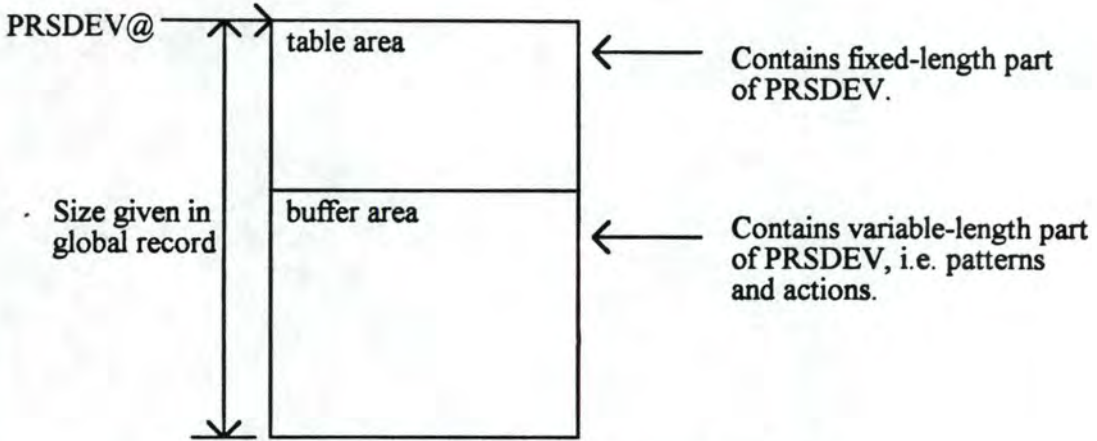 PRSDEV@
table area
Contains fixed-length part
of PRSDEV.
Size given in
global record
buffer area
Contains variable-length part
of PRSDEV, i.e. patterns
and actions.